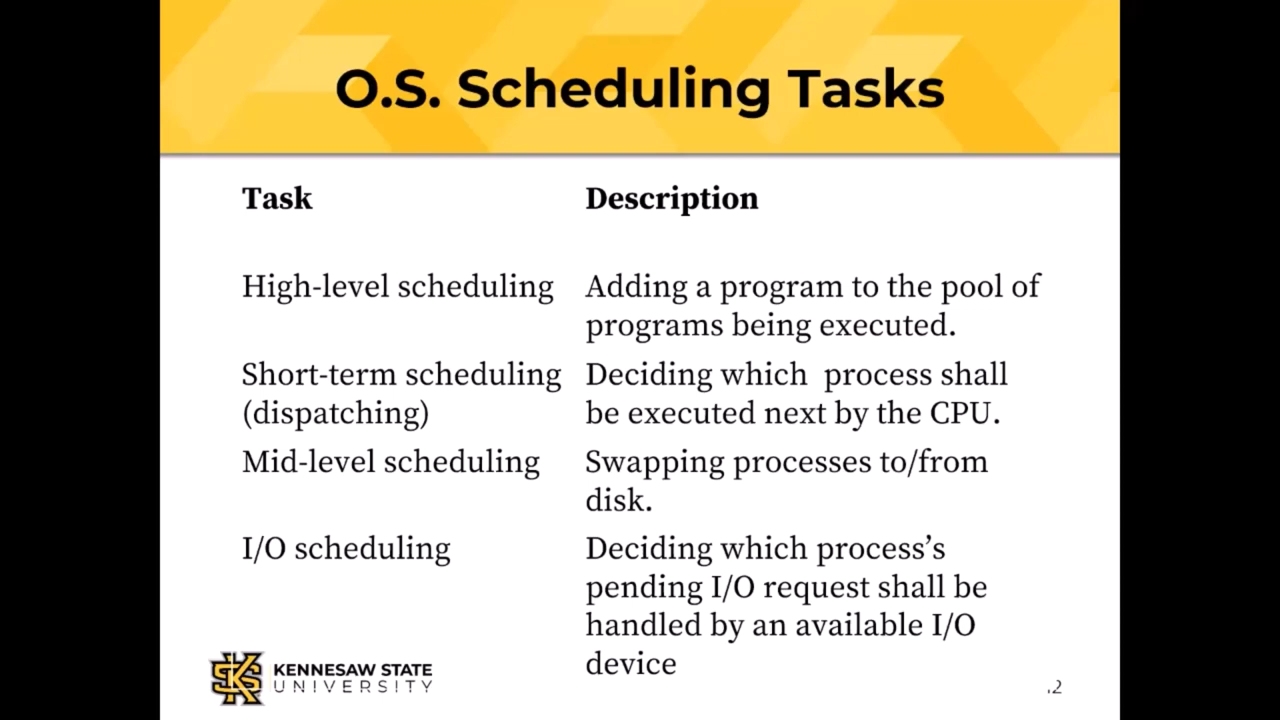 O.S. Scheduling Tasks
Task Description
High-level scheduling Adding a program to the pool of
programs being executed.
Short-term scheduling Deciding which process shall
(dispatching) be executed next by the CPU.
Mid-level scheduling Swapping processes to/from
disk.
I/O scheduling Deciding which process’s
pending I/O request shall be
handled by an available I/O
device
KENNESAW STATE
UNIVERSITY